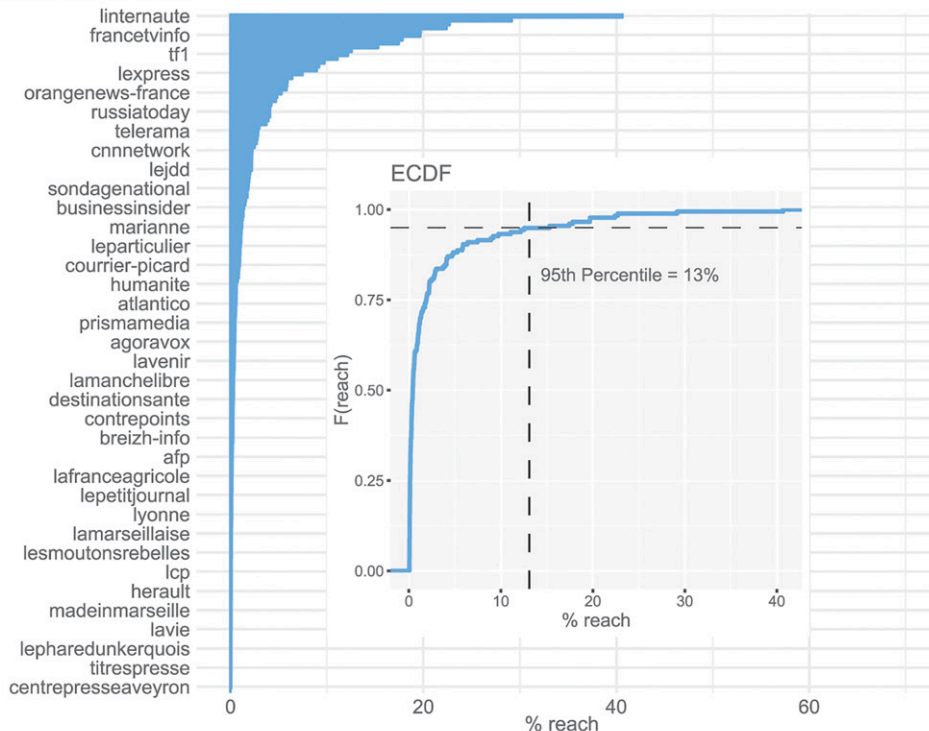 linternaute
francetvinfo
tf1
lexpress
orangenews-france
russiatoday
telerama
cnnnetwork
lejdd
sondagenational
businessinsider
marianne
leparticulier
courrier-picard
humanite
atlantico
prismamedia
agoravox
lavenir
lamanchelibre
destinationsante
contrepoints
breizh-info
afp
lafranceagricole
lepetitjournal
lyonne
lamarseillaise
lesmoutonsrebelles
lcp
herault
madeinmarseille
lavie
lepharedunkerquois
titrespresse
centrepresseaveyron
0 20 40 60
% reach
ECDF
1.00
0.75
0.50
0.25
0.00
F(reach)
95th Percentile = 13%
0 10 20 30 40
% reach